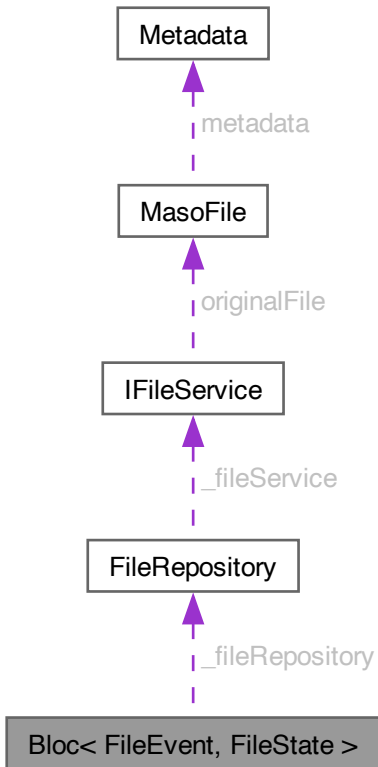 Metadata
metadata
MasoFile
originalFile
IFileService
_fileService
FileRepository
_fileRepository
Bloc< FileEvent, FileState >